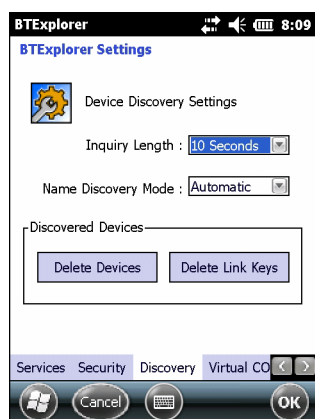 BTExplorer 8:09
BTExplorer Settings
Device Discovery Settings
Inquiry Length : 10 Seconds
Name Discovery Mode : Automatic
Discovered Devices
Delete Devices Delete Link Keys
Services Security Discovery Virtual CO
Cancel OK